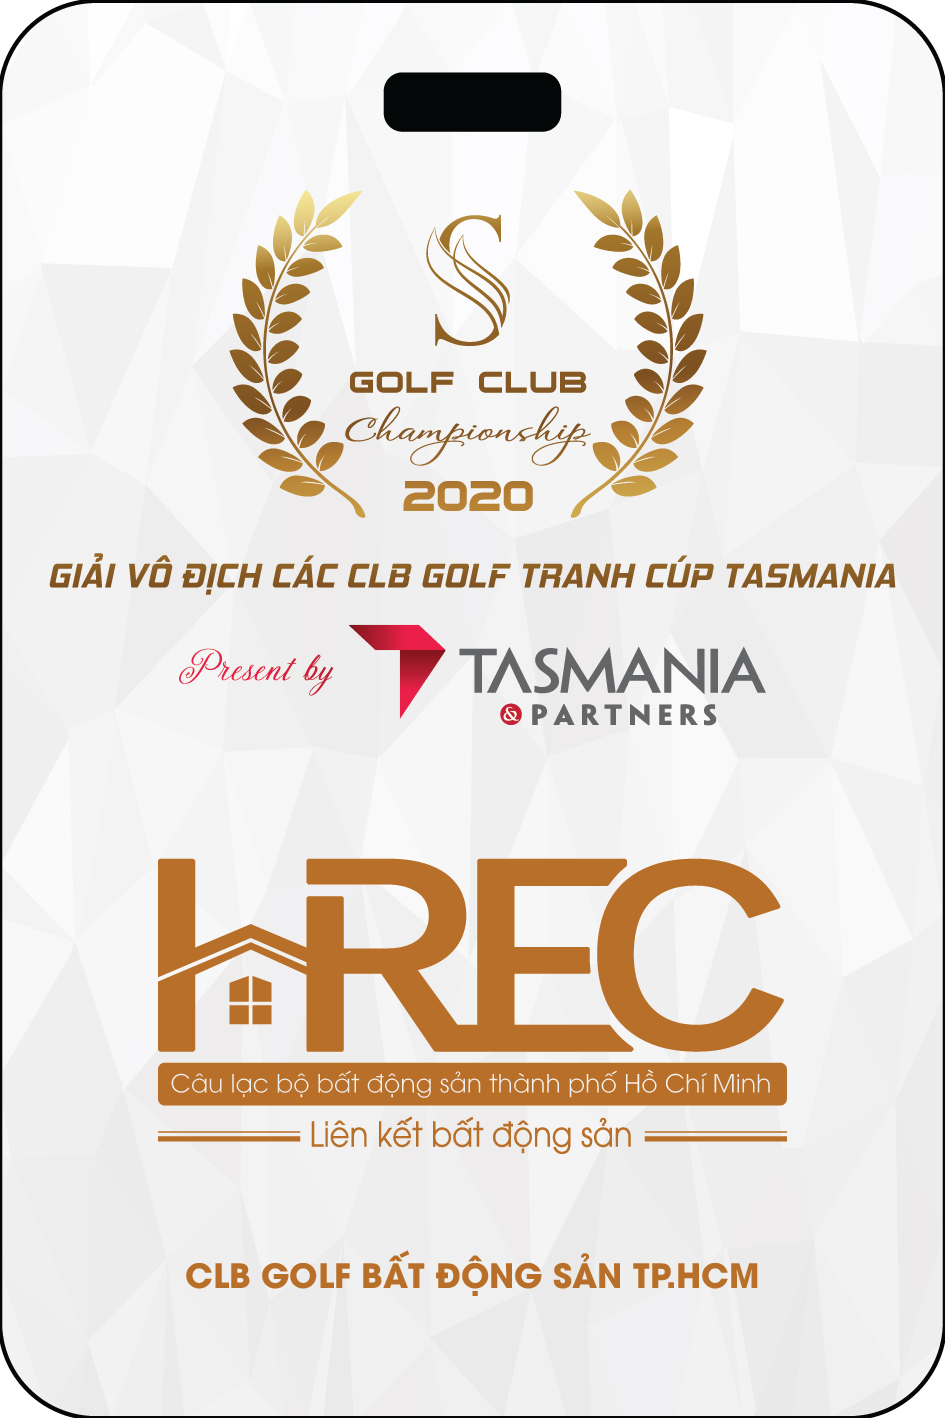 S
GOLF CLUB
Championship
2020
GIẢI VÔ ĐỊCH CÁC CLB GOLF TRANH CÚP TASMANIA
Present by
TASMANIA
& PARTNERS
HREC
Câu lạc bộ bất động sản thành phố Hồ Chí Minh
Liên kết bất động sản
CLB GOLF BẤT ĐỘNG SẢN TP.HCM